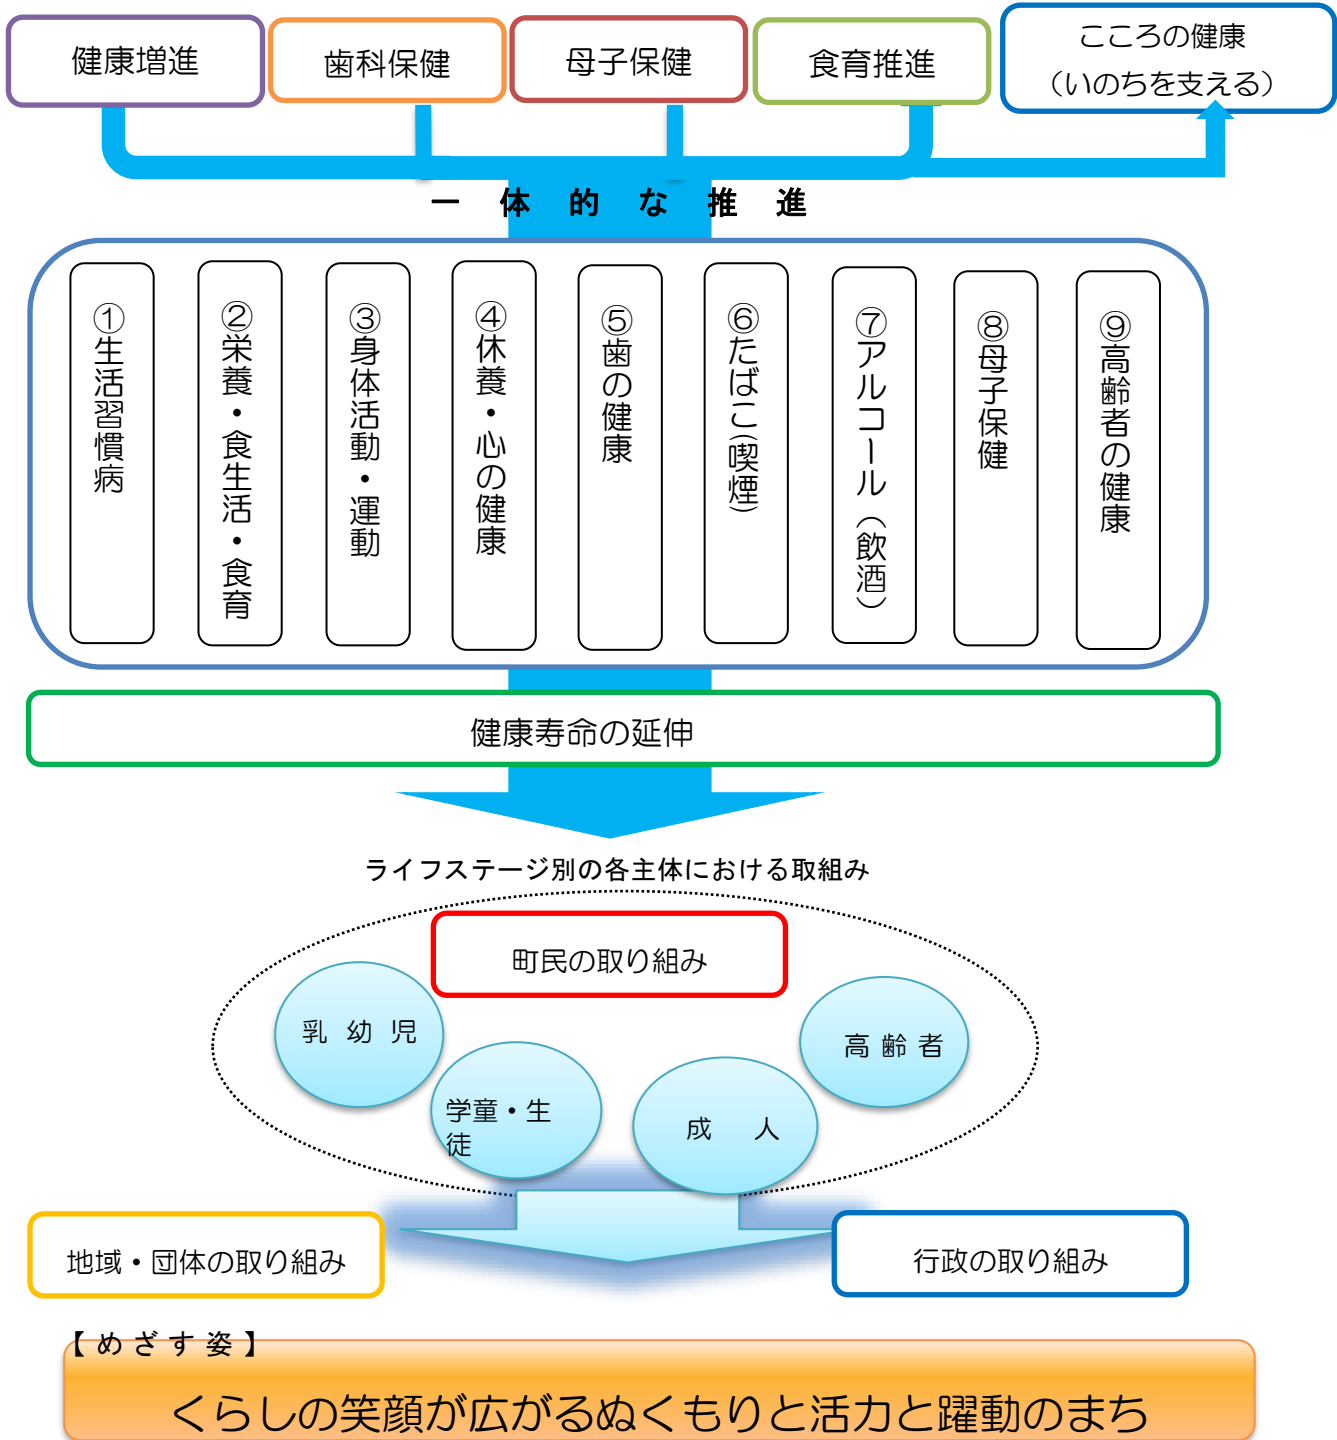 健康増進
歯科保健
母子保健
食育推進
こころの健康
（いのちを支える）
一体的な推進
①生活習慣病
②栄養・食生活・食育
③身体活動・運動
④休養・心の健康
⑤歯の健康
⑥たばこ（喫煙）
⑦アルコール（飲酒）
⑧母子保健
⑨高齢者の健康
健康寿命の延伸
ライフステージ別の各主体における取組み
町民の取り組み
乳幼児
学童・生
徒
成人
高齢者
地域・団体の取り組み
行政の取り組み
【めざす姿】
くらしの笑顔が広がるぬくもりと活力と躍動のまち